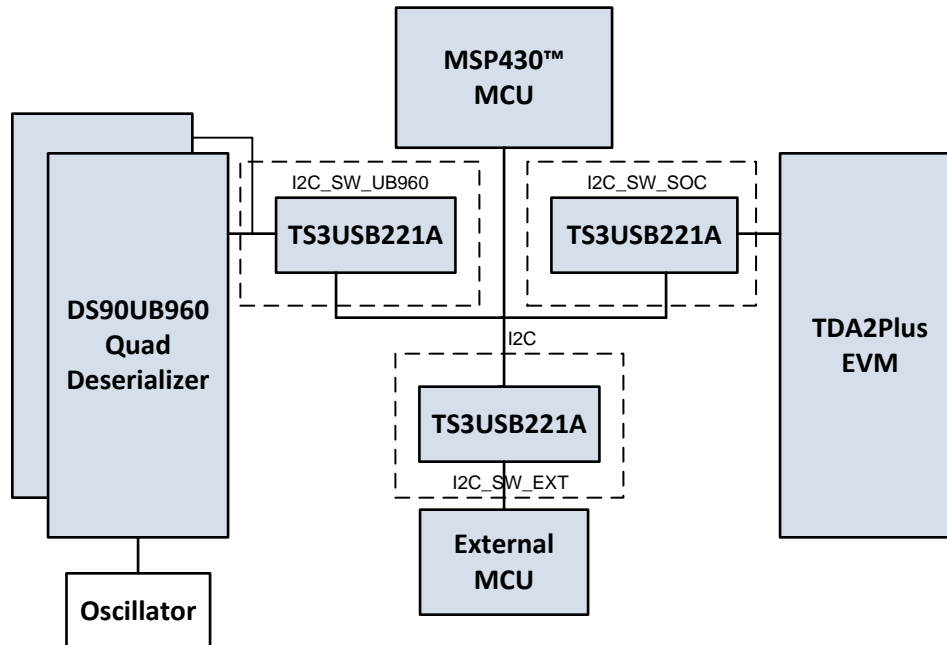 MSP430™
MCU
I2C_SW_UB960
TS3USB221A
I2C_SW_SOC
TS3USB221A
DS90UB960
Quad
Deserializer
TDA2Plus
EVM
I2C
TS3USB221A
I2C_SW_EXT
External
MCU
Oscillator